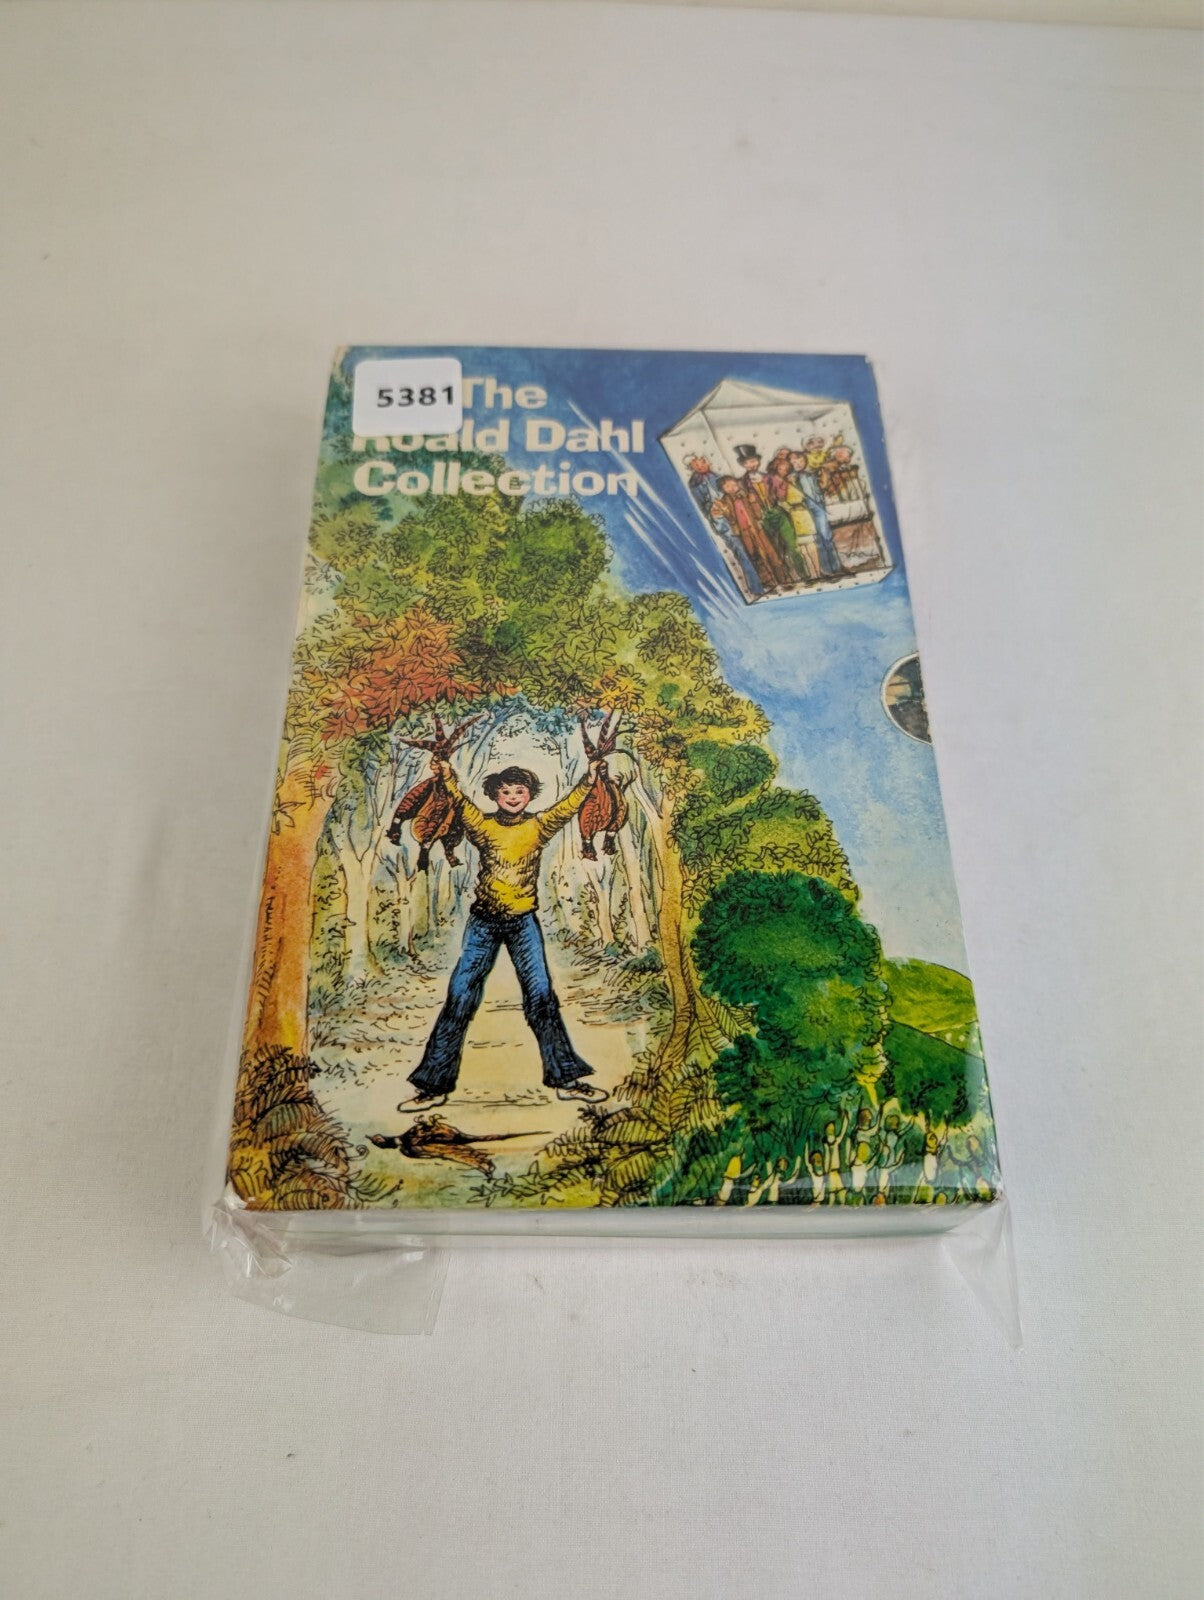 5381
The
Roald Dahl
Collection